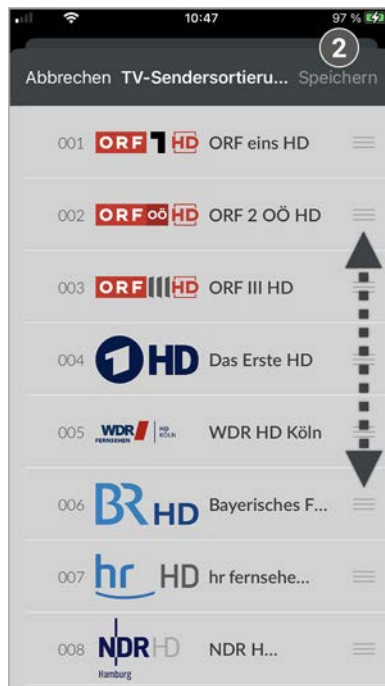 10:47 97 %
2
Abbrechen TV-Sendersortieru... Speichern
001 ORF 1 HD ORF eins HD
002 ORF OÖ HD ORF 2 OÖ HD
003 ORF III HD ORF III HD
004 1 HD Das Erste HD
005 WDR FERNSEHEN HD KÖLN WDR HD Köln
006 BR HD Bayerisches F...
007 hr HD hr fernsehe...
008 NDR HD Hamburg NDR H...